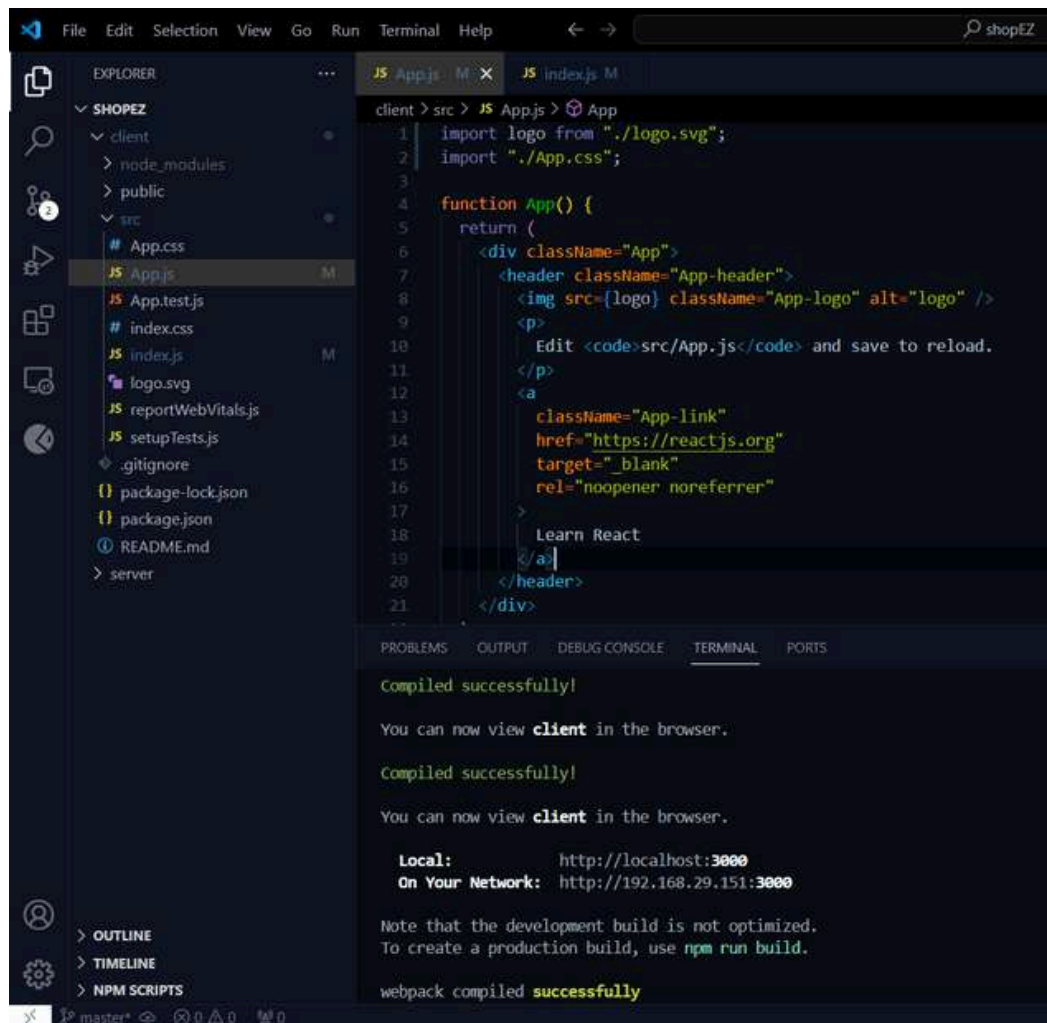 File Edit Selection View Go Run Terminal Help
shopEZ
EXPLORER
SHOPEZ
client
node_modules
public
src
# App.css
JS App.js M
JS App.test.js
# index.css
JS index.js M
logo.svg
JS reportWebVitals.js
JS setupTests.js
.gitignore
{} package-lock.json
{} package.json
README.md
server
OUTLINE
TIMELINE
NPM SCRIPTS
2
JS App.js M JS index.js M
client > src > JS App.js > App
1 import logo from "./logo.svg";
2 import "./App.css";
3
4 function App() {
5 return (
6 <div className="App">
7 <header className="App-header">
8 <img src={logo} className="App-logo" alt="logo" />
9 <p>
10 Edit <code>src/App.js</code> and save to reload.
11 </p>
12 <a
13 className="App-link"
14 href="https://reactjs.org"
15 target="_blank"
16 rel="noopener noreferrer"
17 >
18 Learn React
19 </a>
20 </header>
21 </div>
PROBLEMS OUTPUT DEBUG CONSOLE TERMINAL PORTS
Compiled successfully!
You can now view client in the browser.
Compiled successfully!
You can now view client in the browser.
Local: http://localhost:3000
On Your Network: http://192.168.29.151:3000
Note that the development build is not optimized.
To create a production build, use npm run build.
webpack compiled successfully
master* 0 0 0